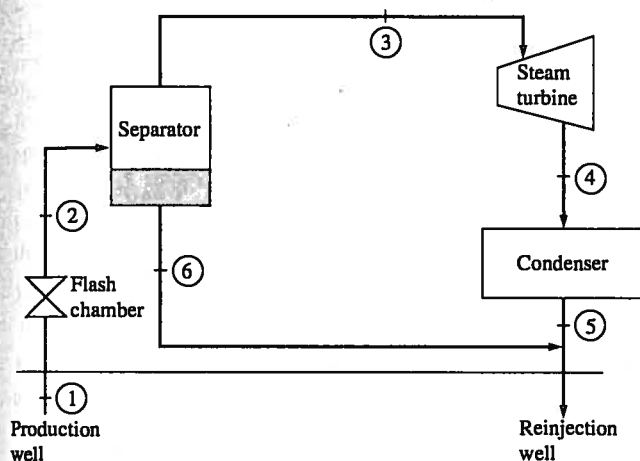 3
Steam
turbine
Separator
4
2
6
Condenser
Flash
chamber
5
1
Production
well
Reinjection
well